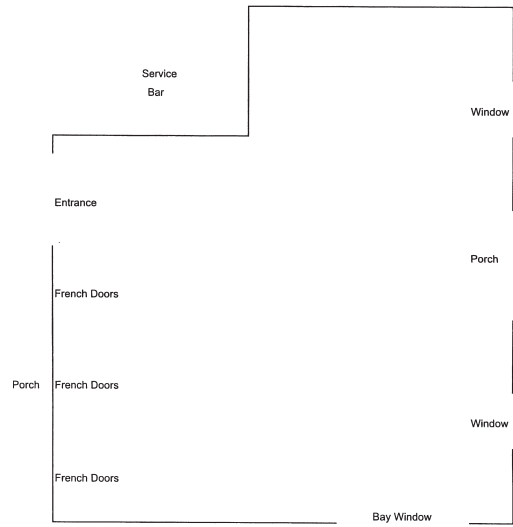 Service
Bar
Window
Entrance
Porch
French Doors
Porch
French Doors
Window
French Doors
Bay Window